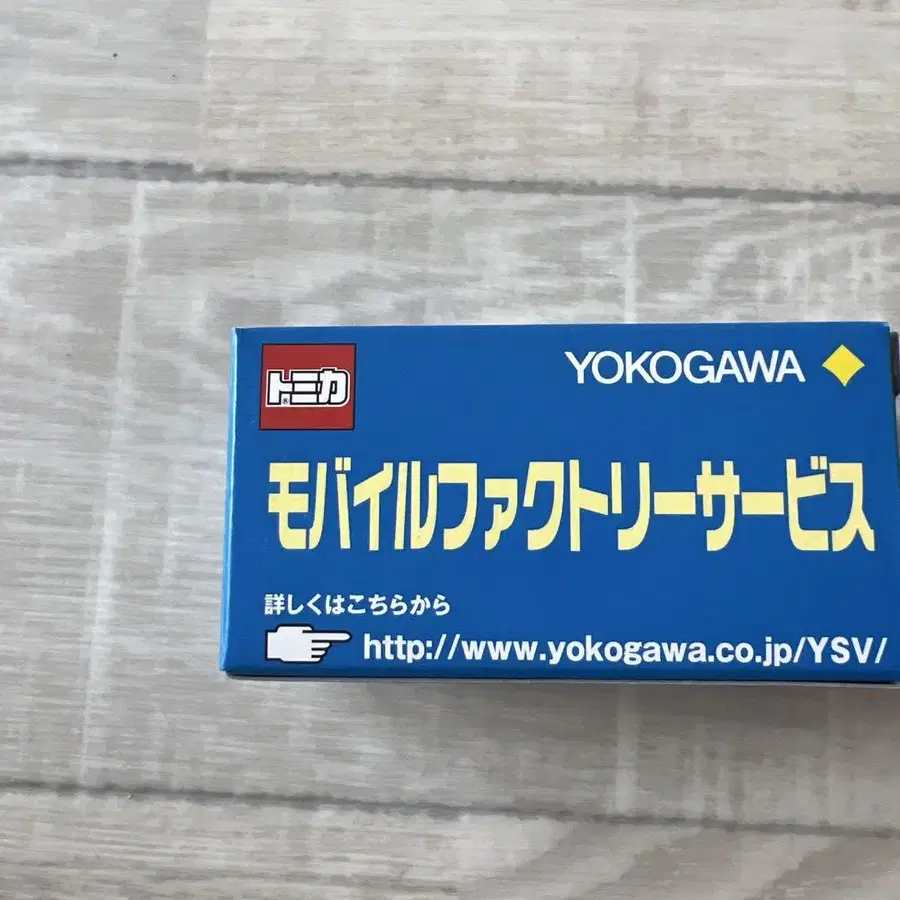 トミカ®
YOKOGAWA
モバイルファクトリーサービス
詳しくはこちらから
http://www.yokogawa.co.jp/YSV/